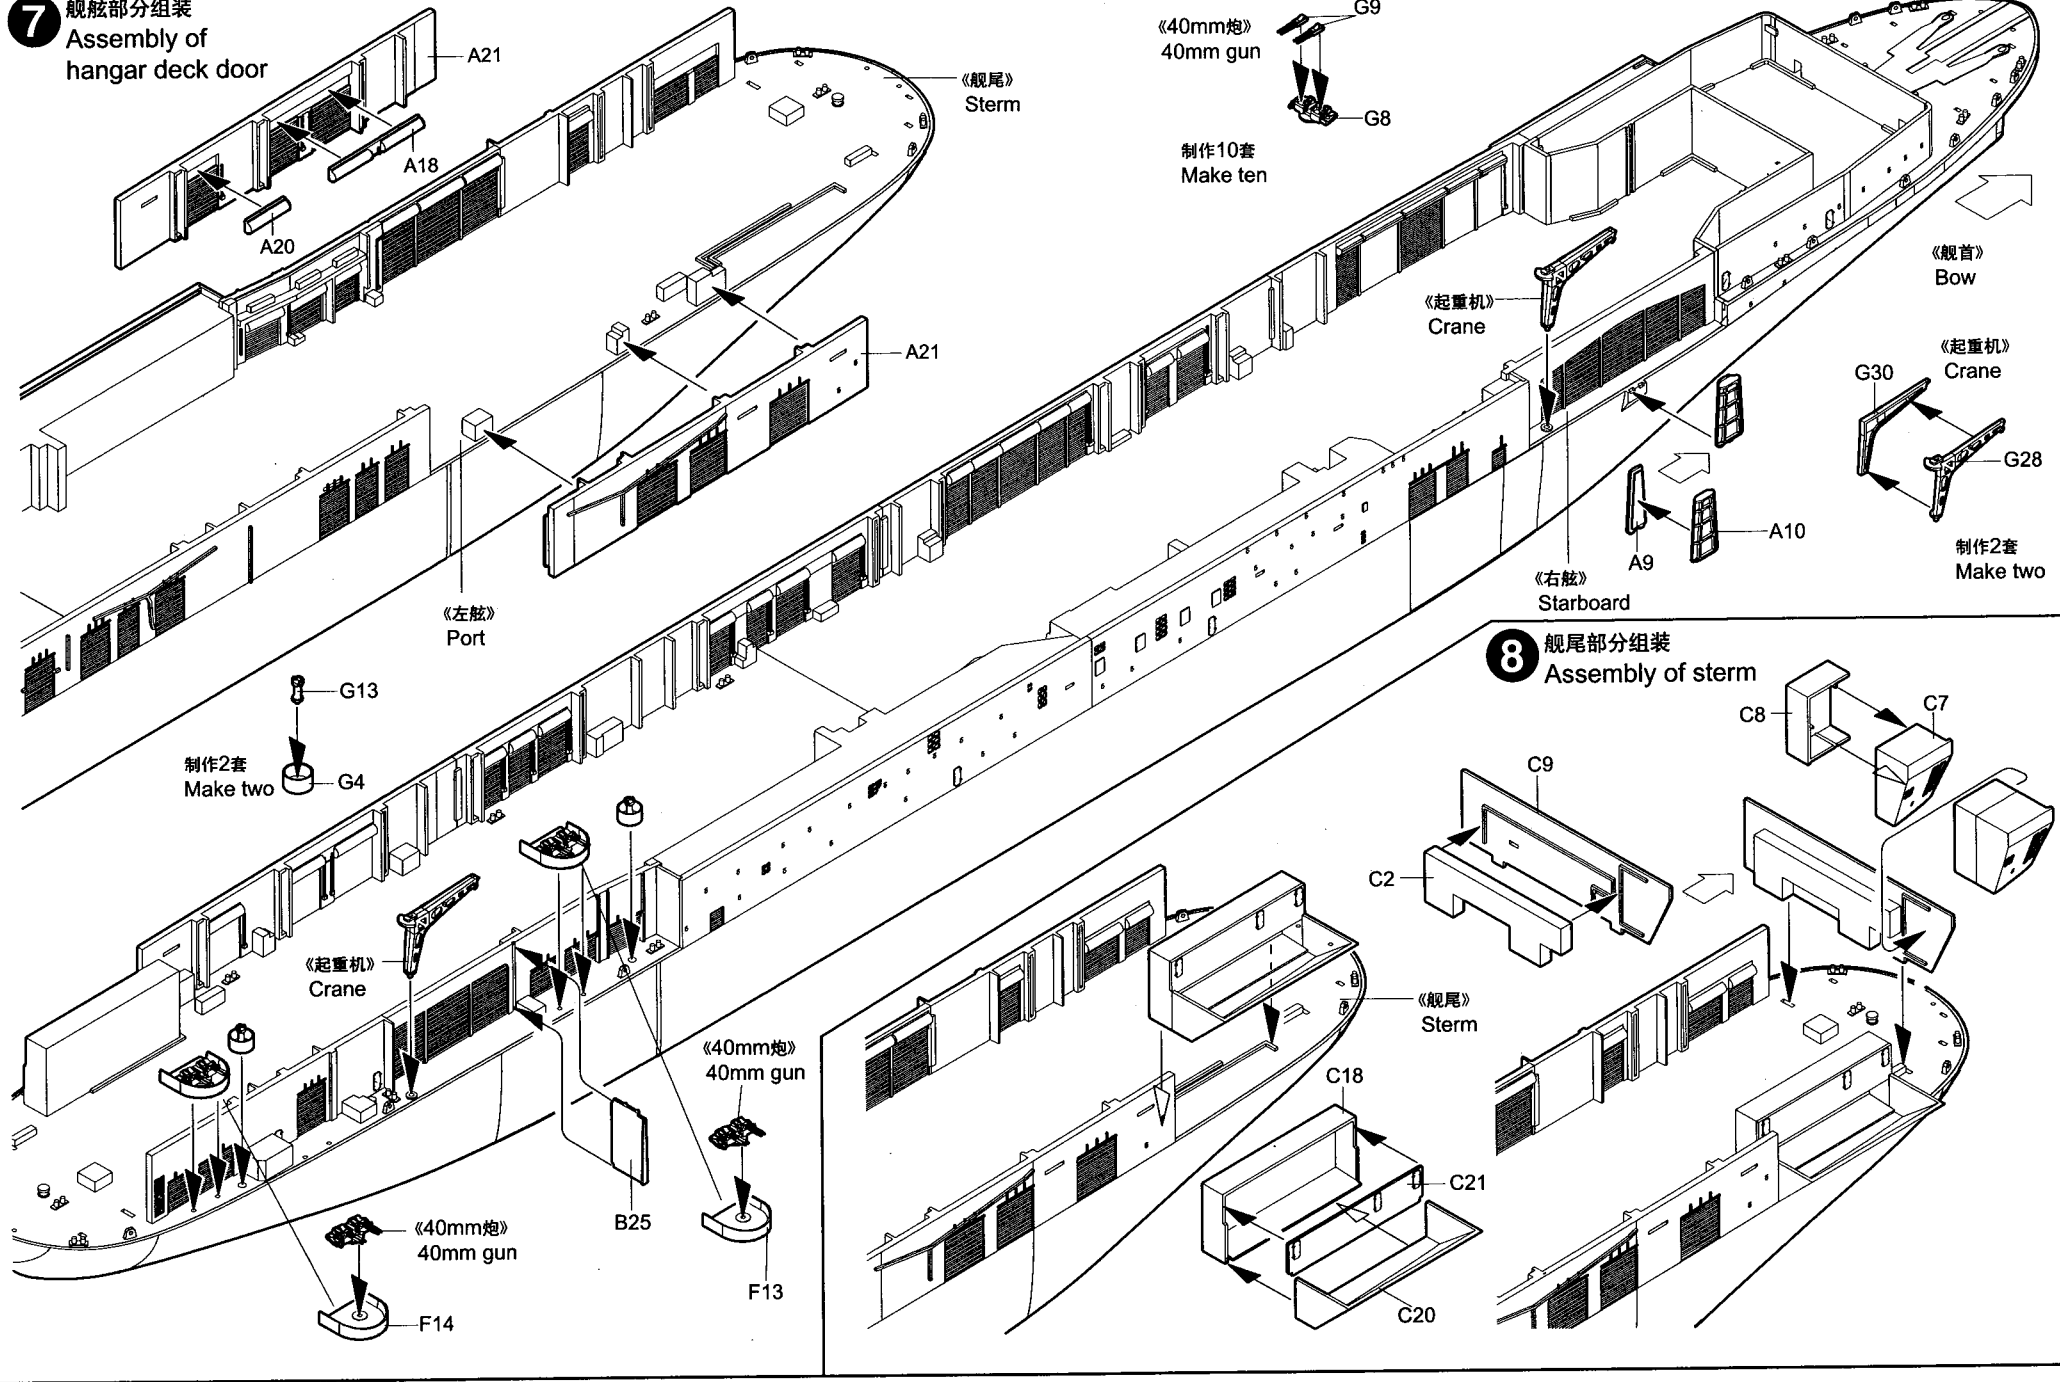 7
舰舷部分组装
Assembly of
hangar deck door
A21
A18
A20
《舰尾》
Sterm
A21
《左舷》
Port
《40mm炮》
40mm gun
G9
G8
制作10套
Make ten
《舰首》
Bow
《起重机》
Crane
《起重机》
Crane
G30
G28
制作2套
Make two
A9
A10
《右舷》
Starboard
G13
制作2套
Make two
G4
《起重机》
Crane
《40mm炮》
40mm gun
B25
F13
《40mm炮》
40mm gun
F14
8
舰尾部分组装
Assembly of sterm
C8
C7
C9
C2
《舰尾》
Sterm
C18
C21
C20